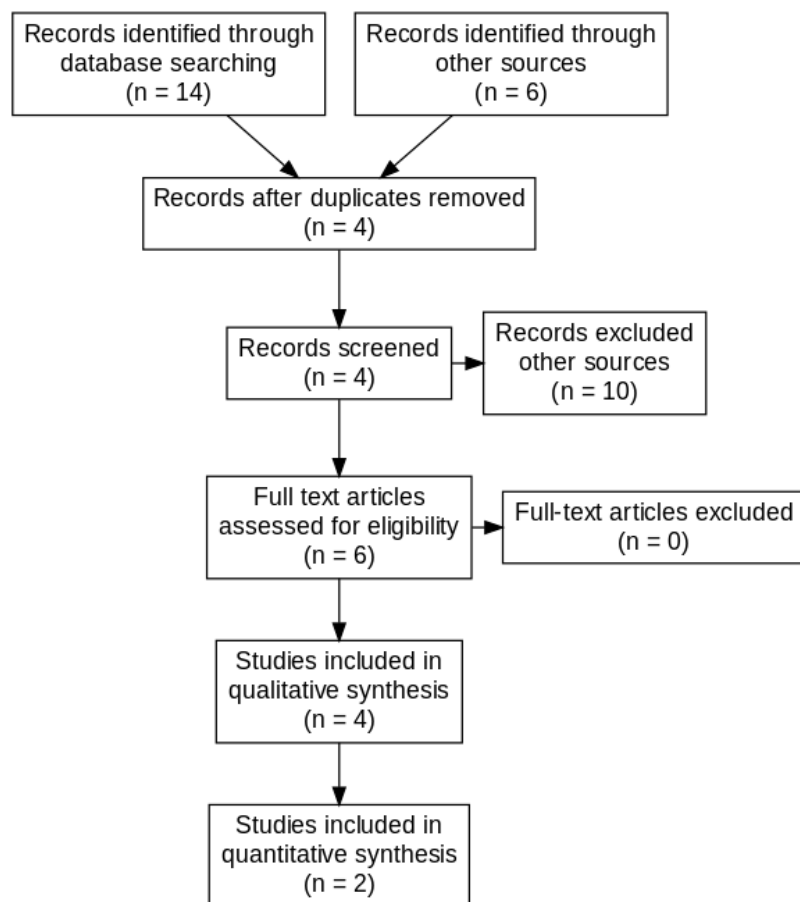 Records identified through
database searching
(n = 14)
Records identified through
other sources
(n = 6)
Records after duplicates removed
(n = 4)
Records screened
(n = 4)
Records excluded
other sources
(n = 10)
Full text articles
assessed for eligibility
(n = 6)
Full-text articles excluded
(n = 0)
Studies included in
qualitative synthesis
(n = 4)
Studies included in
quantitative synthesis
(n = 2)